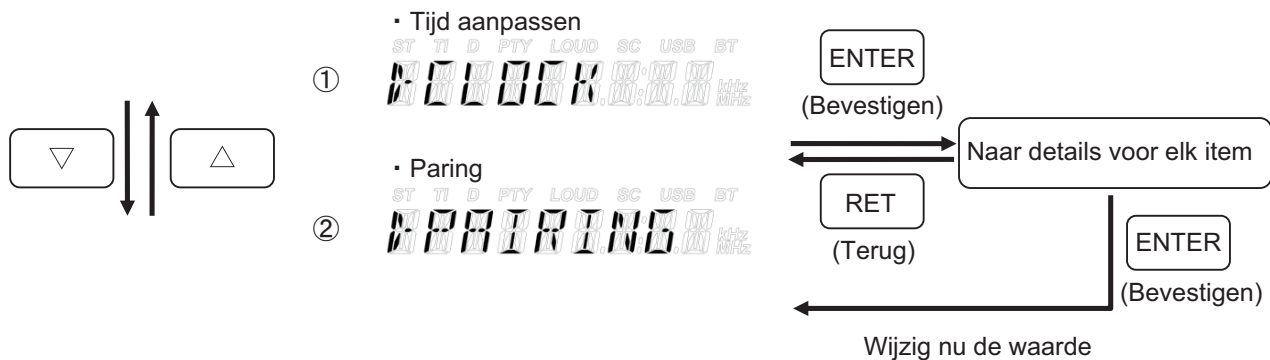 ・Tijd aanpassen
ST TI D PTY LOUD SC USB BT
①
CLOCK
kHz
MHz
ENTER
(Bevestigen)
▽
△
Naar details voor elk item
・Paring
ST TI D PTY LOUD SC USB BT
②
PAIRING
kHz
MHz
RET
(Terug)
ENTER
(Bevestigen)
Wijzig nu de waarde